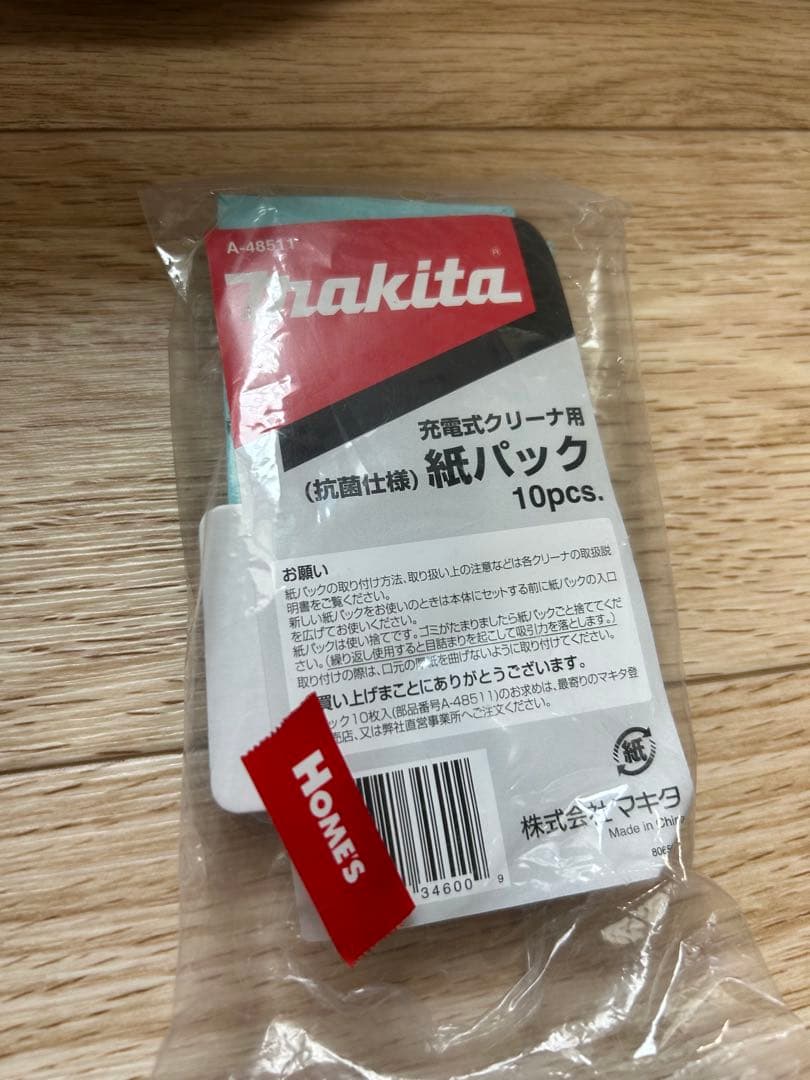 A-48511
makita®
充電式クリーナ用
(抗菌仕様) 紙パック
10pcs.
お願い
紙パックの取り付け方法、取り扱い上の注意などは各クリーナの取扱説
明書をご覧ください。
新しい紙パックをお使いのときは本体にセットする前に紙パックの入口
を広げてお使いください。
紙パックは使い捨てです。ゴミがたまりましたら紙パックごと捨ててくだ
さい。(繰り返し使用すると目詰まりを起こして吸引力を落とします。)
取り付けの際は、口元の厚紙を曲げないように取り付けてください。
買い上げまことにありがとうございます。
ック10枚入(部品番号A-48511)のお求めは、最寄りのマキタ登
売店、又は弊社直営事業所へご注文ください。
紙
HOME'S
34600 9
株式会社マキタ
Made in China